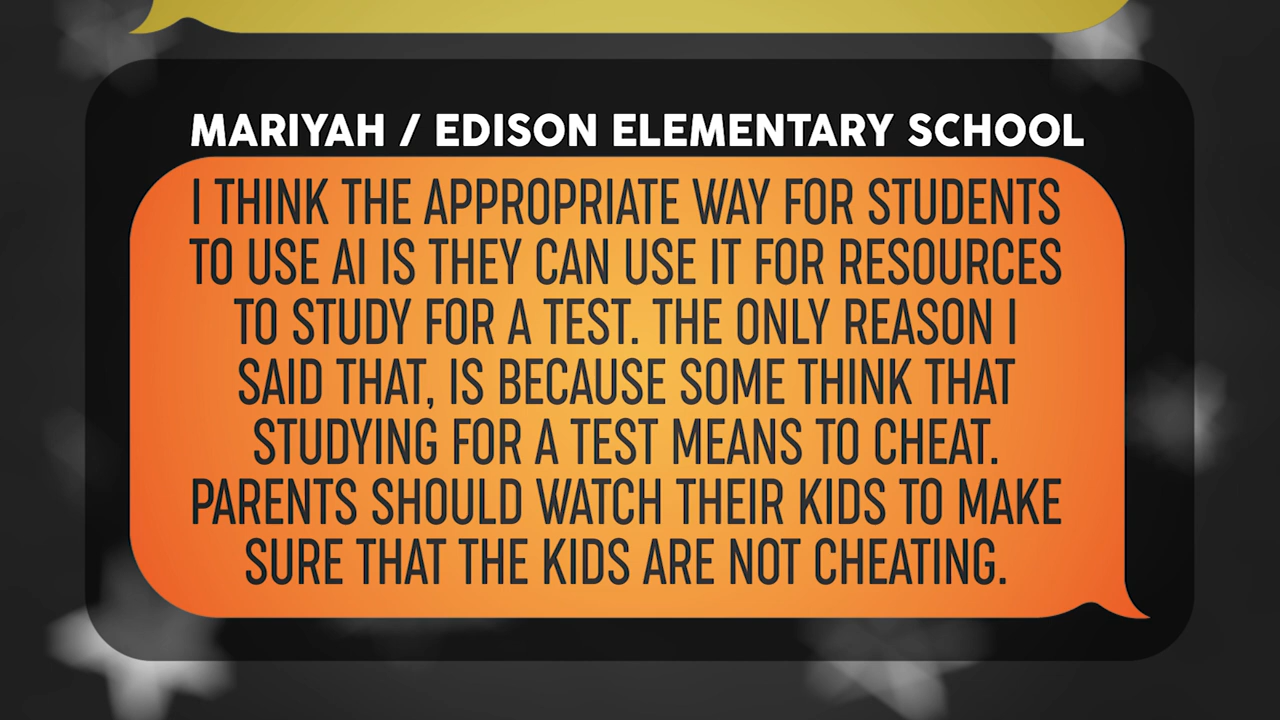 MARIYAH / EDISON ELEMENTARY SCHOOL
I THINK THE APPROPRIATE WAY FOR STUDENTS
TO USE AI IS THEY CAN USE IT FOR RESOURCES
TO STUDY FOR A TEST. THE ONLY REASON I
SAID THAT, IS BECAUSE SOME THINK THAT
STUDYING FOR A TEST MEANS TO CHEAT.
PARENTS SHOULD WATCH THEIR KIDS TO MAKE
SURE THAT THE KIDS ARE NOT CHEATING.